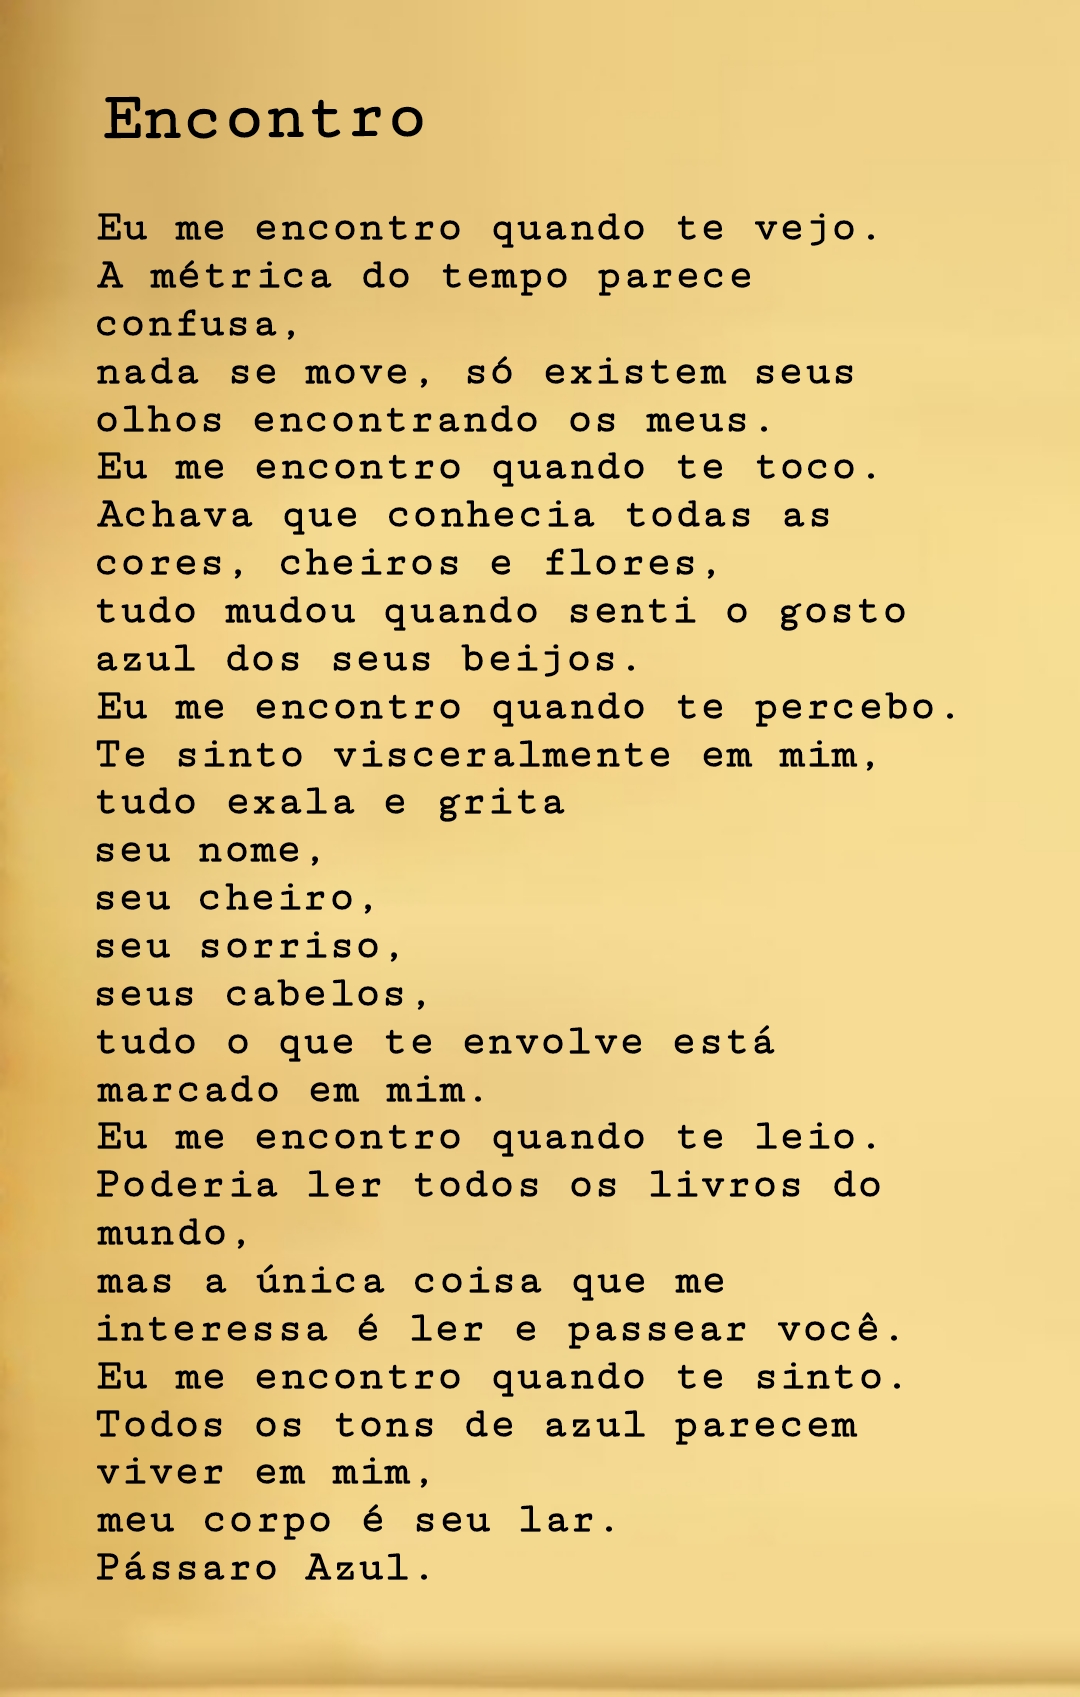 Encontro
Eu me encontro quando te vejo.
A métrica do tempo parece
confusa,
nada se move, só existem seus
olhos encontrando os meus.
Eu me encontro quando te toco.
Achava que conhecia todas as
cores, cheiros e flores,
tudo mudou quando senti o gosto
azul dos seus beijos.
Eu me encontro quando te percebo.
Te sinto visceralmente em mim,
tudo exala e grita
seu nome,
seu cheiro,
seu sorriso,
seus cabelos,
tudo o que te envolve está
marcado em mim.
Eu me encontro quando te leio.
Poderia ler todos os livros do
mundo,
mas a única coisa que me
interessa é ler e passear você.
Eu me encontro quando te sinto.
Todos os tons de azul parecem
viver em mim,
meu corpo é seu lar.
Pássaro Azul.